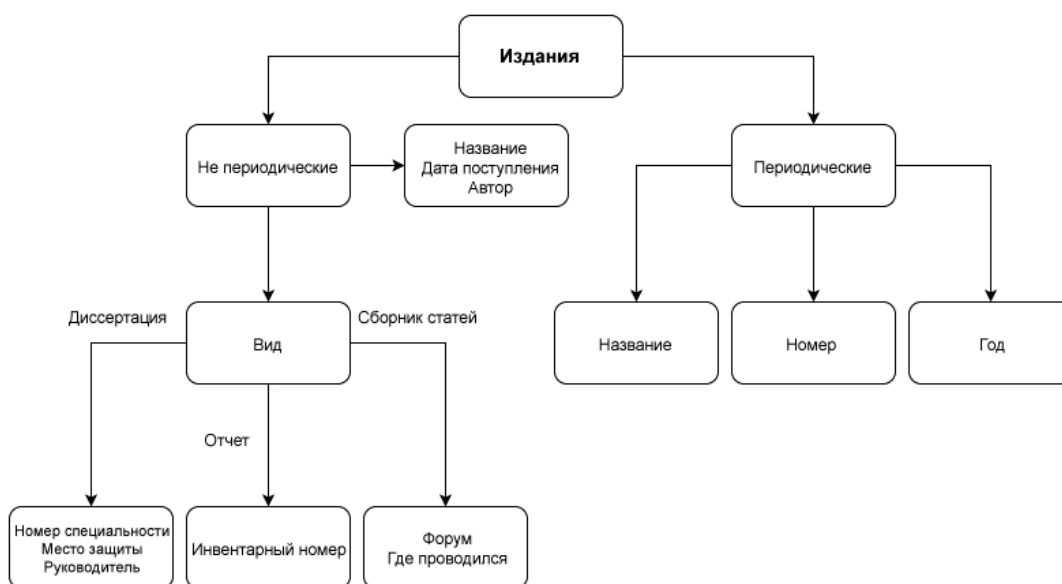 Издания
Не периодические
Название
Дата поступления
Автор
Периодические
Диссертация
Вид
Сборник статей
Название
Номер
Год
Отчет
Номер специальности
Место защиты
Руководитель
Инвентарный номер
Форум
Где проводился